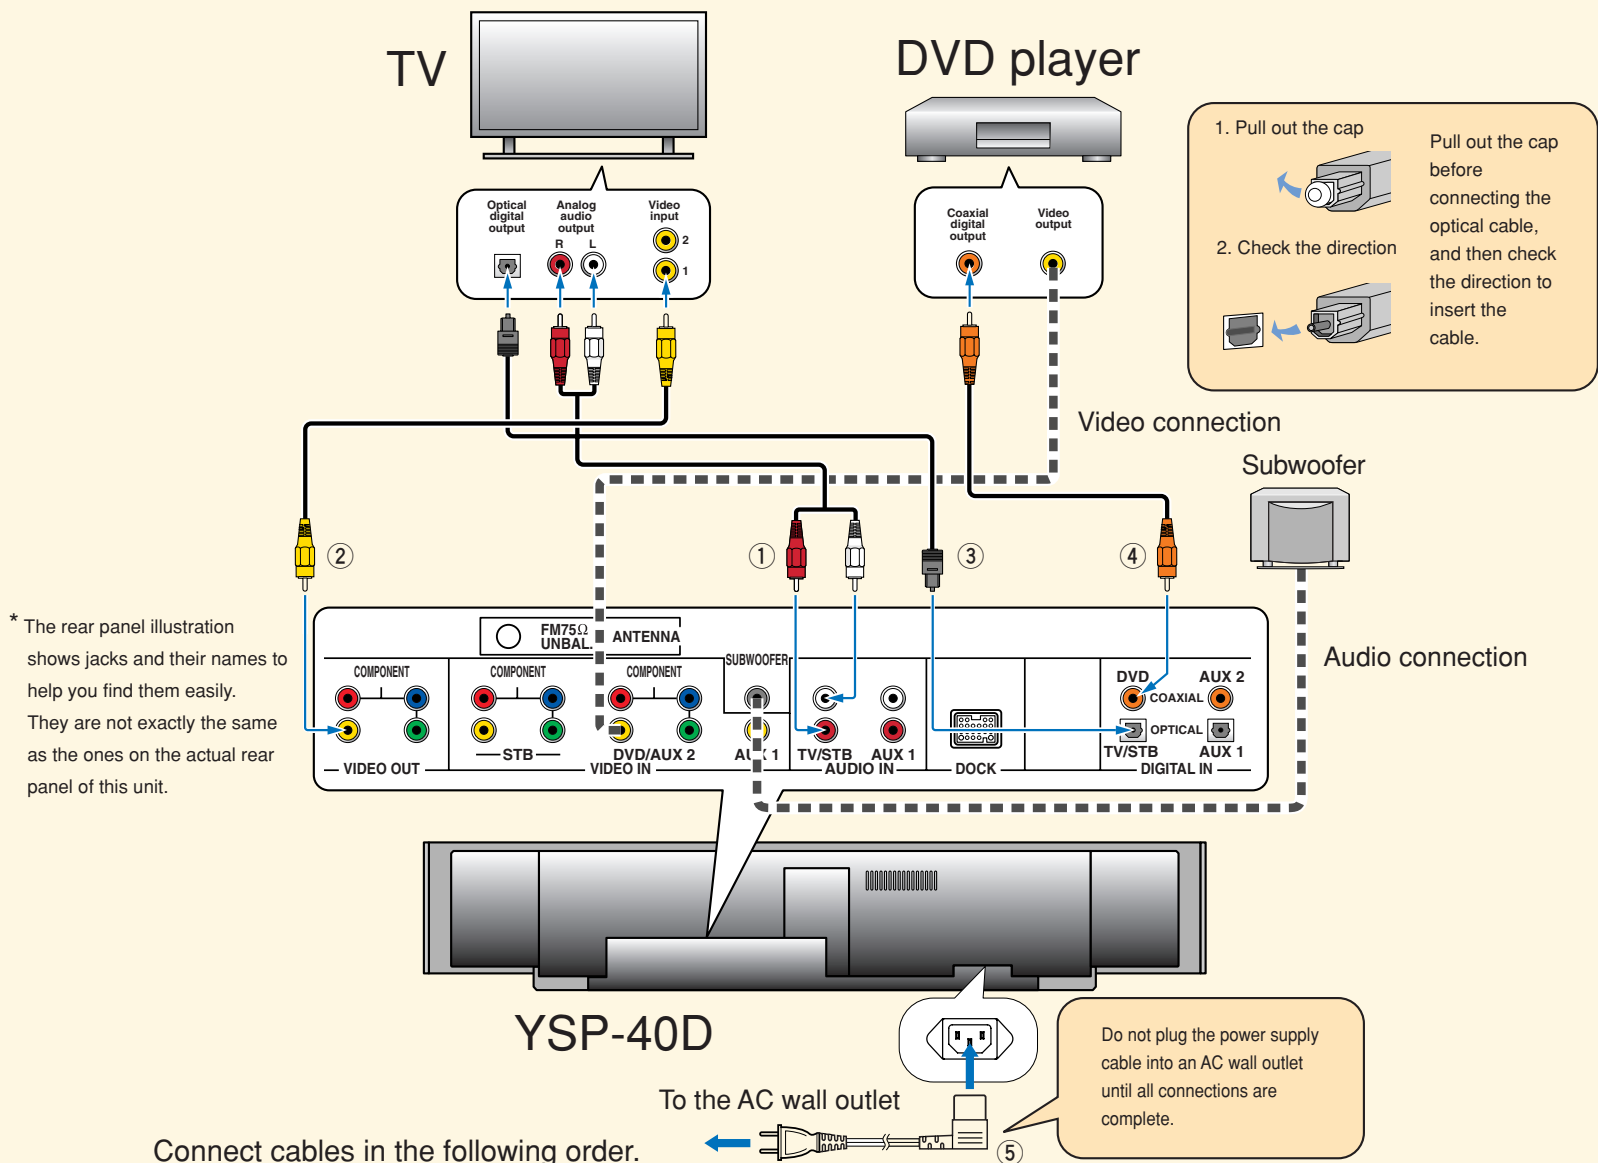 TV
DVD player
Optical
digital
output
Analog
audio
output
R L
Video
input
2
1
Coaxial
digital
output
Video
output
1. Pull out the cap
2. Check the direction
Pull out the cap
before
connecting the
optical cable,
and then check
the direction to
insert the
cable.
Video connection
Subwoofer
② ① ③ ④
* The rear panel illustration
shows jacks and their names to
help you find them easily.
They are not exactly the same
as the ones on the actual rear
panel of this unit.
Audio connection
FM75Ω
UNBAL.
ANTENNA
COMPONENT COMPONENT COMPONENT SUBWOOFER
DVD AUX 2
COAXIAL
OPTICAL
STB DVD/AUX 2 AUX 1 TV/STB AUX 1 TV/STB AUX 1
VIDEO OUT VIDEO IN AUDIO IN DOCK DIGITAL IN
YSP-40D
Do not plug the power supply
cable into an AC wall outlet
until all connections are
complete.
To the AC wall outlet
⑤
Connect cables in the following order.